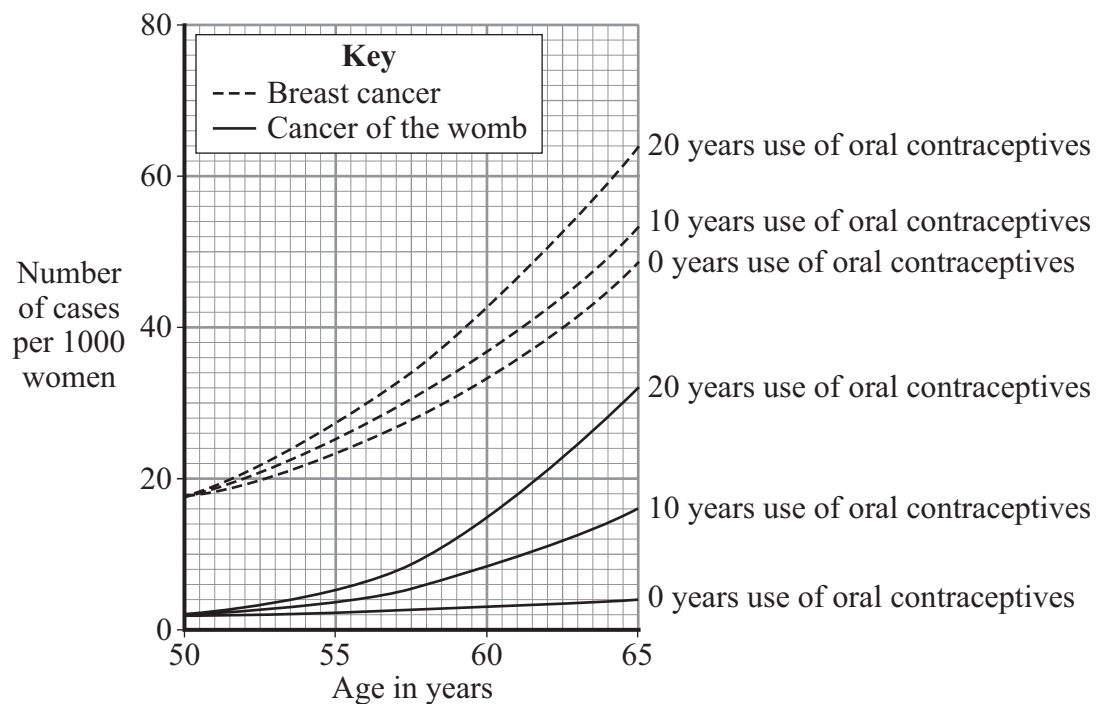 80
Key
Breast cancer
Cancer of the womb
20 years use of oral contraceptives
60
10 years use of oral contraceptives
0 years use of oral contraceptives
Number
of cases
per 1000
women
40
20 years use of oral contraceptives
20
10 years use of oral contraceptives
0 years use of oral contraceptives
0
50 55 60 65
Age in years